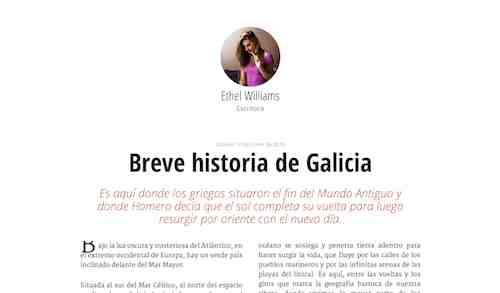 Ethel Williams
Escritora
Breve historia de Galicia
Es aquí donde los griegos situaron el fin del Mundo Antiguo y
donde Homero decía que el sol completa su vuelta para luego
resurgir por oriente con el nuevo día.
Bajo la luz oscura y misteriosa del Atlántico, en
el extremo occidental de Europa, hay un verde país
inclinado delante del Mar Mayor.
Situada al sur del Mar Céltico, al norte del espacio
océano se sosiega y penetra tierra adentro para
hacer surgir la vida, que fluye por las calles de los
pueblos marineros y por las infinitas arenas de las
playas del litoral. Es aquí, entre las vueltas y los
giros que marca la geografía barroca de nuestra